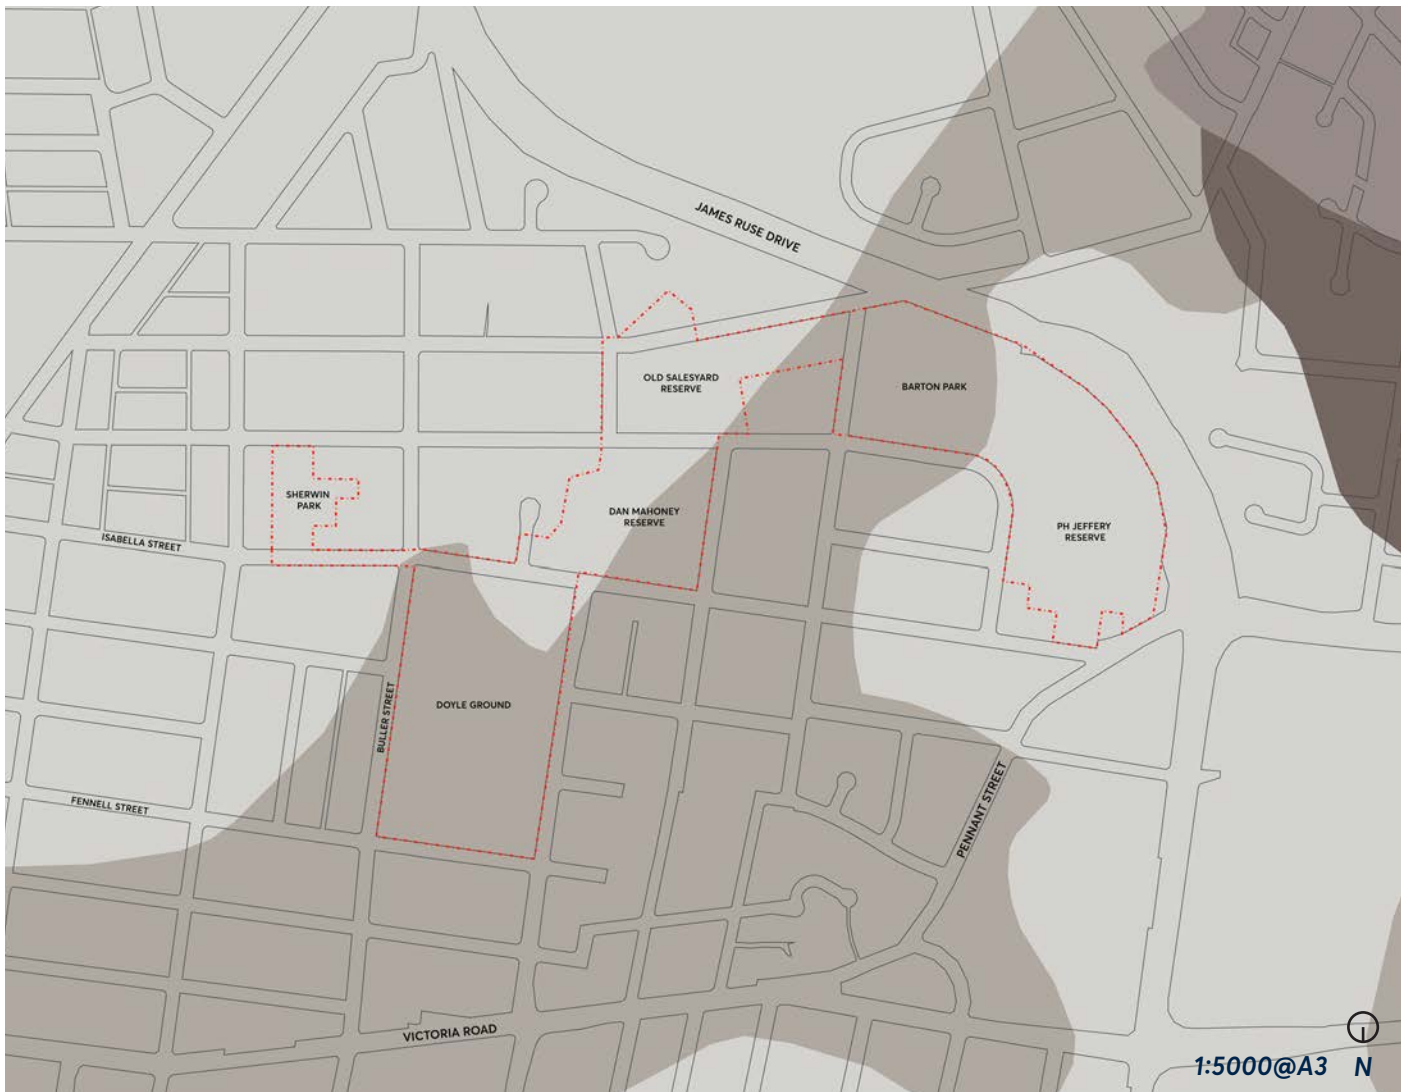 JAMES RUSE DRIVE
OLD SALESYARD
RESERVE
BARTON PARK
SHERWIN
PARK
DAN MAHONEY
RESERVE
PH JEFFERY
RESERVE
ISABELLA STREET
DOYLE GROUND
BULLER STREET
FENNELL STREET
PENNANT STREET
VICTORIA ROAD
1:5000@A3 N